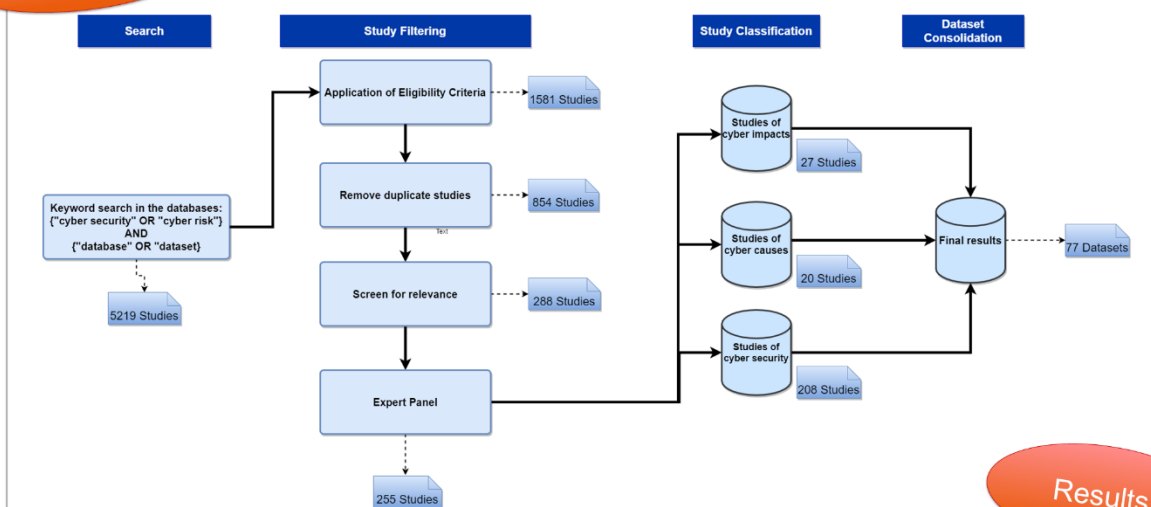 Search
Study Filtering
Study Classification
Dataset
Consolidation
Application of Eligibility Criteria
1581 Studies
Studies of
cyber impacts
27 Studies
Remove duplicate studies
854 Studies
Text
Keyword search in the databases:
{"cyber security" OR "cyber risk"}
AND
{"database" OR "dataset}
5219 Studies
Studies of
cyber causes
20 Studies
Final results
77 Datasets
Screen for relevance
288 Studies
Studies of
cyber security
208 Studies
Expert Panel
255 Studies
Results